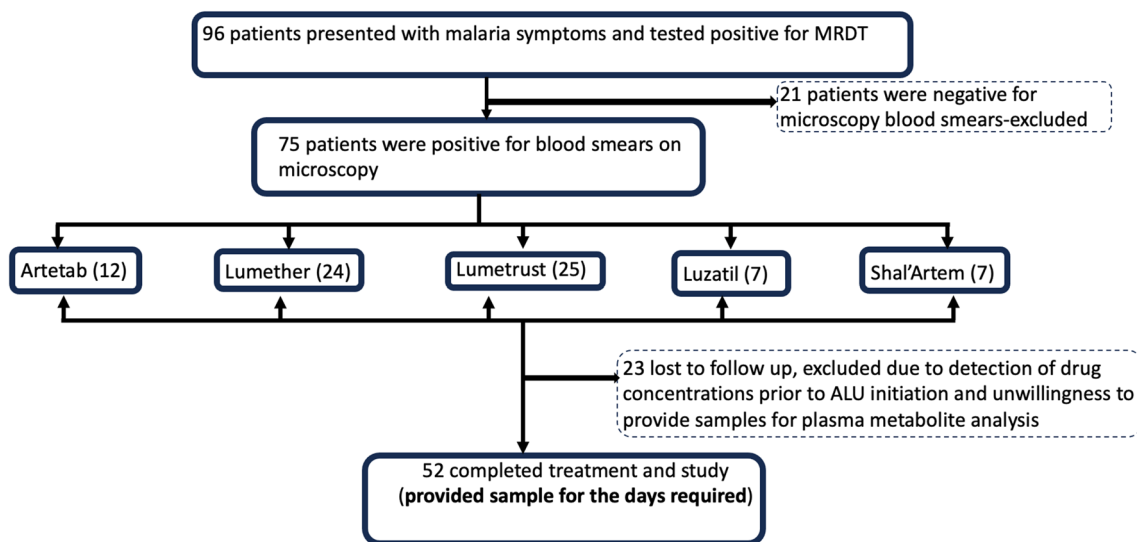 96 patients presented with malaria symptoms and tested positive for MRDT
21 patients were negative for
microscopy blood smears-excluded
75 patients were positive for blood smears on
microscopy
Artetab (12)
Lumether (24)
Lumetrust (25)
Luzatil (7)
Shal’Artem (7)
23 lost to follow up, excluded due to detection of drug
concentrations prior to ALU initiation and unwillingness to
provide samples for plasma metabolite analysis
52 completed treatment and study
(provided sample for the days required)